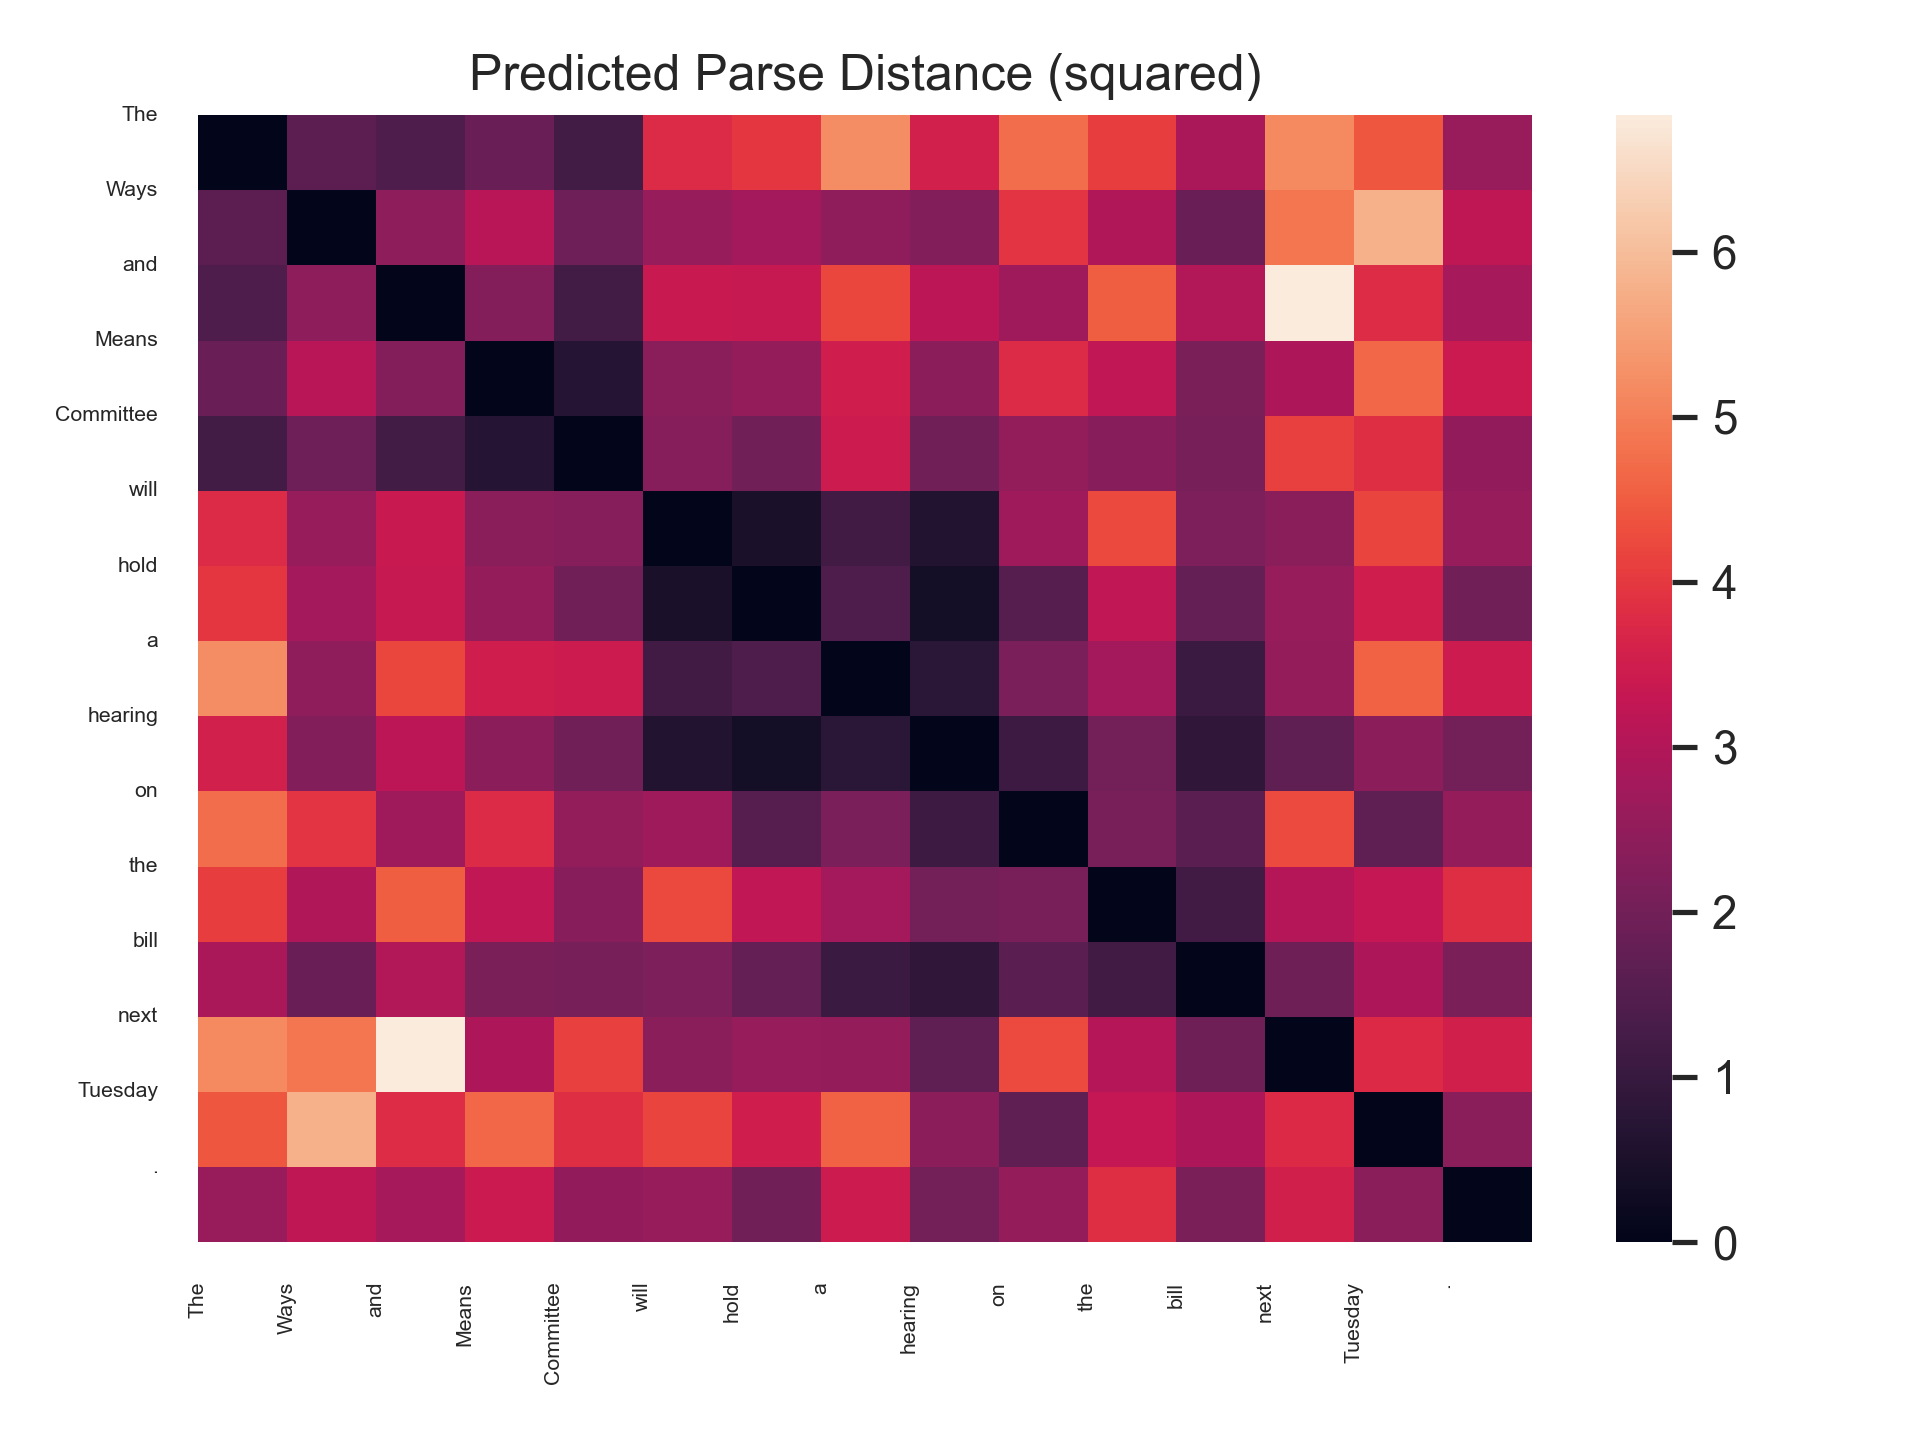 Predicted Parse Distance (squared)
The
Ways
and
Means
Committee
will
hold
a
hearing
on
the
bill
next
Tuesday
.
6
5
4
3
2
1
0
The
Ways
and
Means
Committee
will
hold
a
hearing
on
the
bill
next
Tuesday
.